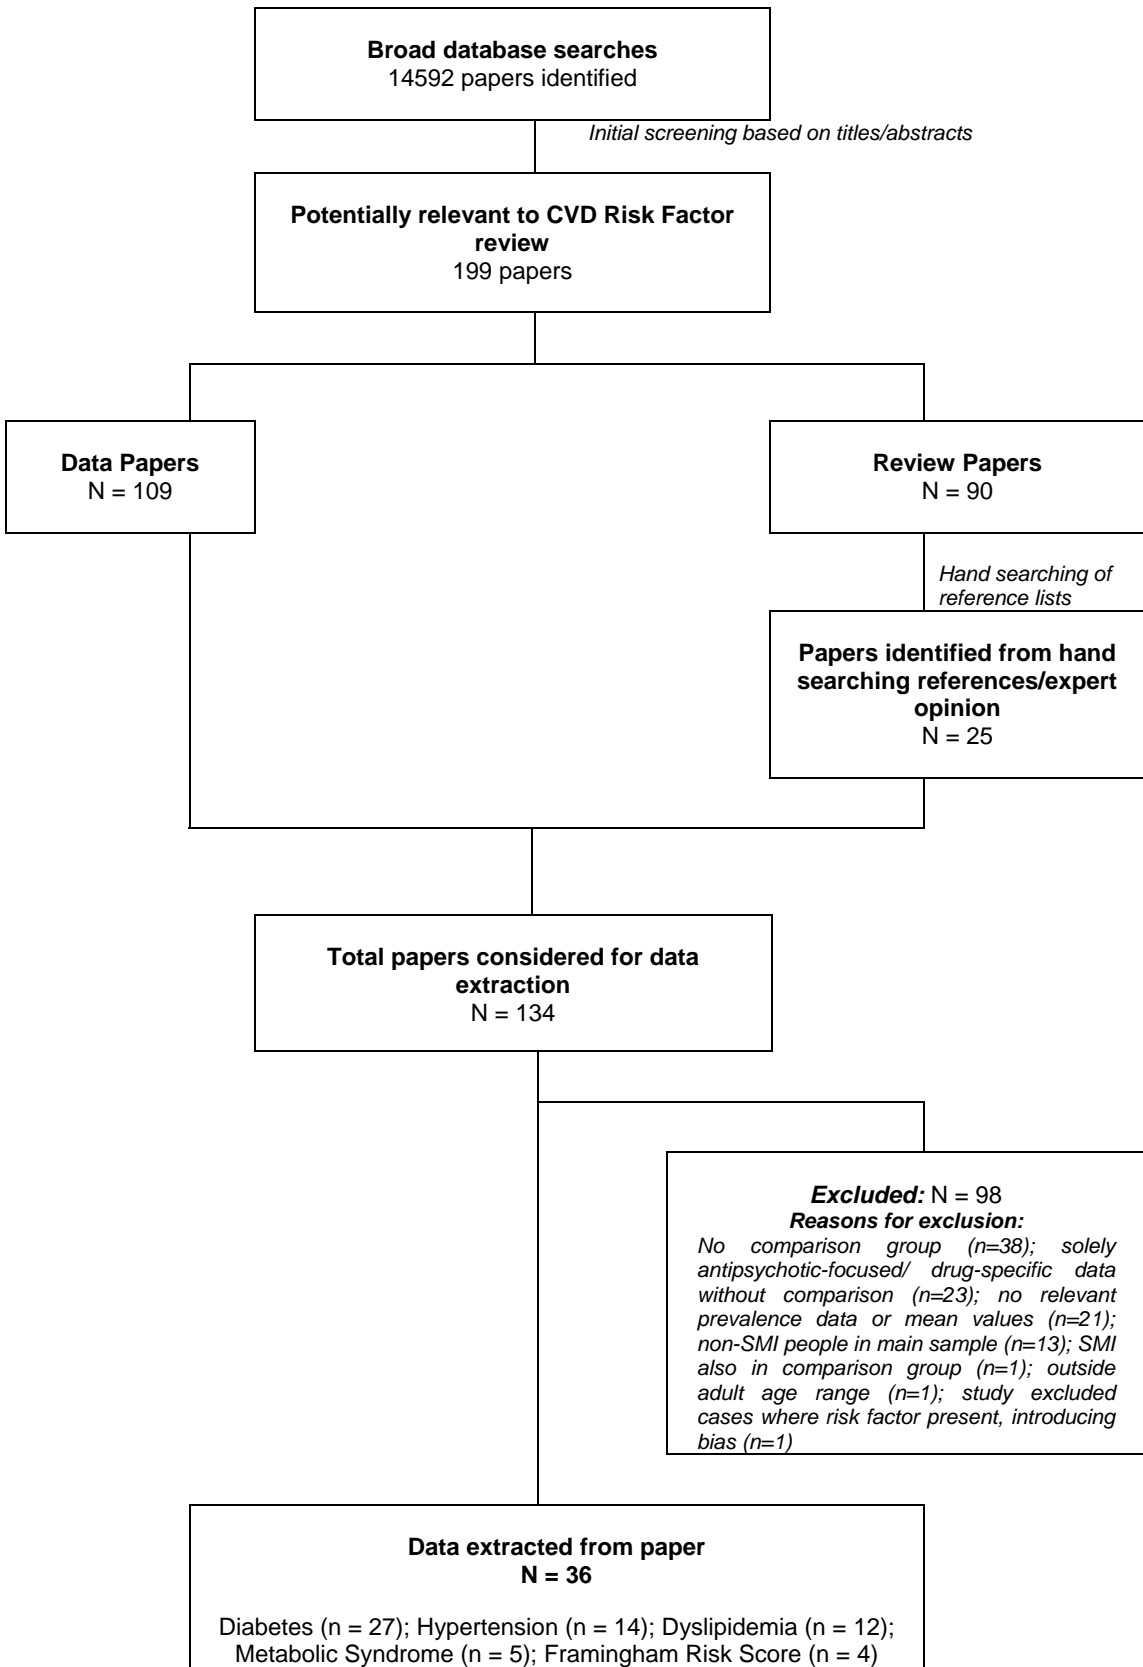 Broad database searches
14592 papers identified
Initial screening based on titles/abstracts
Potentially relevant to CVD Risk Factor
review
199 papers
Data Papers
N = 109
Review Papers
N = 90
Hand searching of
reference lists
Papers identified from hand
searching references/expert
opinion
N = 25
Total papers considered for data
extraction
N = 134
Excluded: N = 98
Reasons for exclusion:
No comparison group (n=38); solely
antipsychotic-focused/ drug-specific data
without comparison (n=23); no relevant
prevalence data or mean values (n=21);
non-SMI people in main sample (n=13); SMI
also in comparison group (n=1); outside
adult age range (n=1); study excluded
cases where risk factor present, introducing
bias (n=1)
Data extracted from paper
N = 36
Diabetes (n = 27); Hypertension (n = 14); Dyslipidemia (n = 12);
Metabolic Syndrome (n = 5); Framingham Risk Score (n = 4)